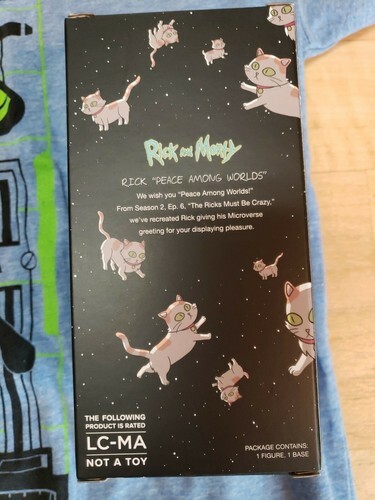 Rick and Morty
RICK "PEACE AMONG WORLDS"
We wish you "Peace Among Worlds!"
From Season 2, Ep. 6, "The Ricks Must Be Crazy,"
we've recreated Rick giving his Microverse
greeting for your displaying pleasure.
THE FOLLOWING
PRODUCT IS RATED
LC-MA
NOT A TOY
PACKAGE CONTAINS:
1 FIGURE, 1 BASE